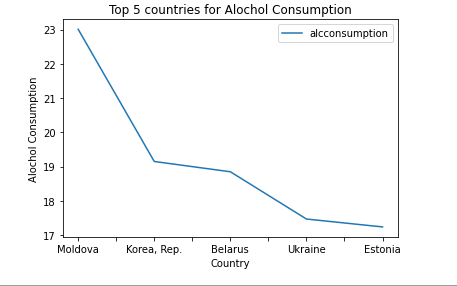 Top 5 countries for Alochol Consumption
alcconsumption
23
22
21
20
19
18
17
Alochol Consumption
Moldova Korea, Rep. Belarus Ukraine Estonia
Country